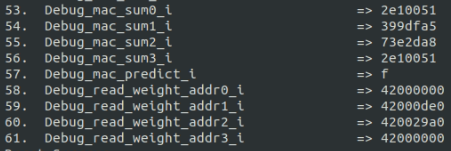 53. Debug_mac_sum0_i => 2e10051
54. Debug_mac_sum1_i => 399dfa5
55. Debug_mac_sum2_i => 73e2da8
56. Debug_mac_sum3_i => 2e10051
57. Debug_mac_predict_i => f
58. Debug_read_weight_addr0_i => 42000000
59. Debug_read_weight_addr1_i => 42000de0
60. Debug_read_weight_addr2_i => 420029a0
61. Debug_read_weight_addr3_i => 42000000